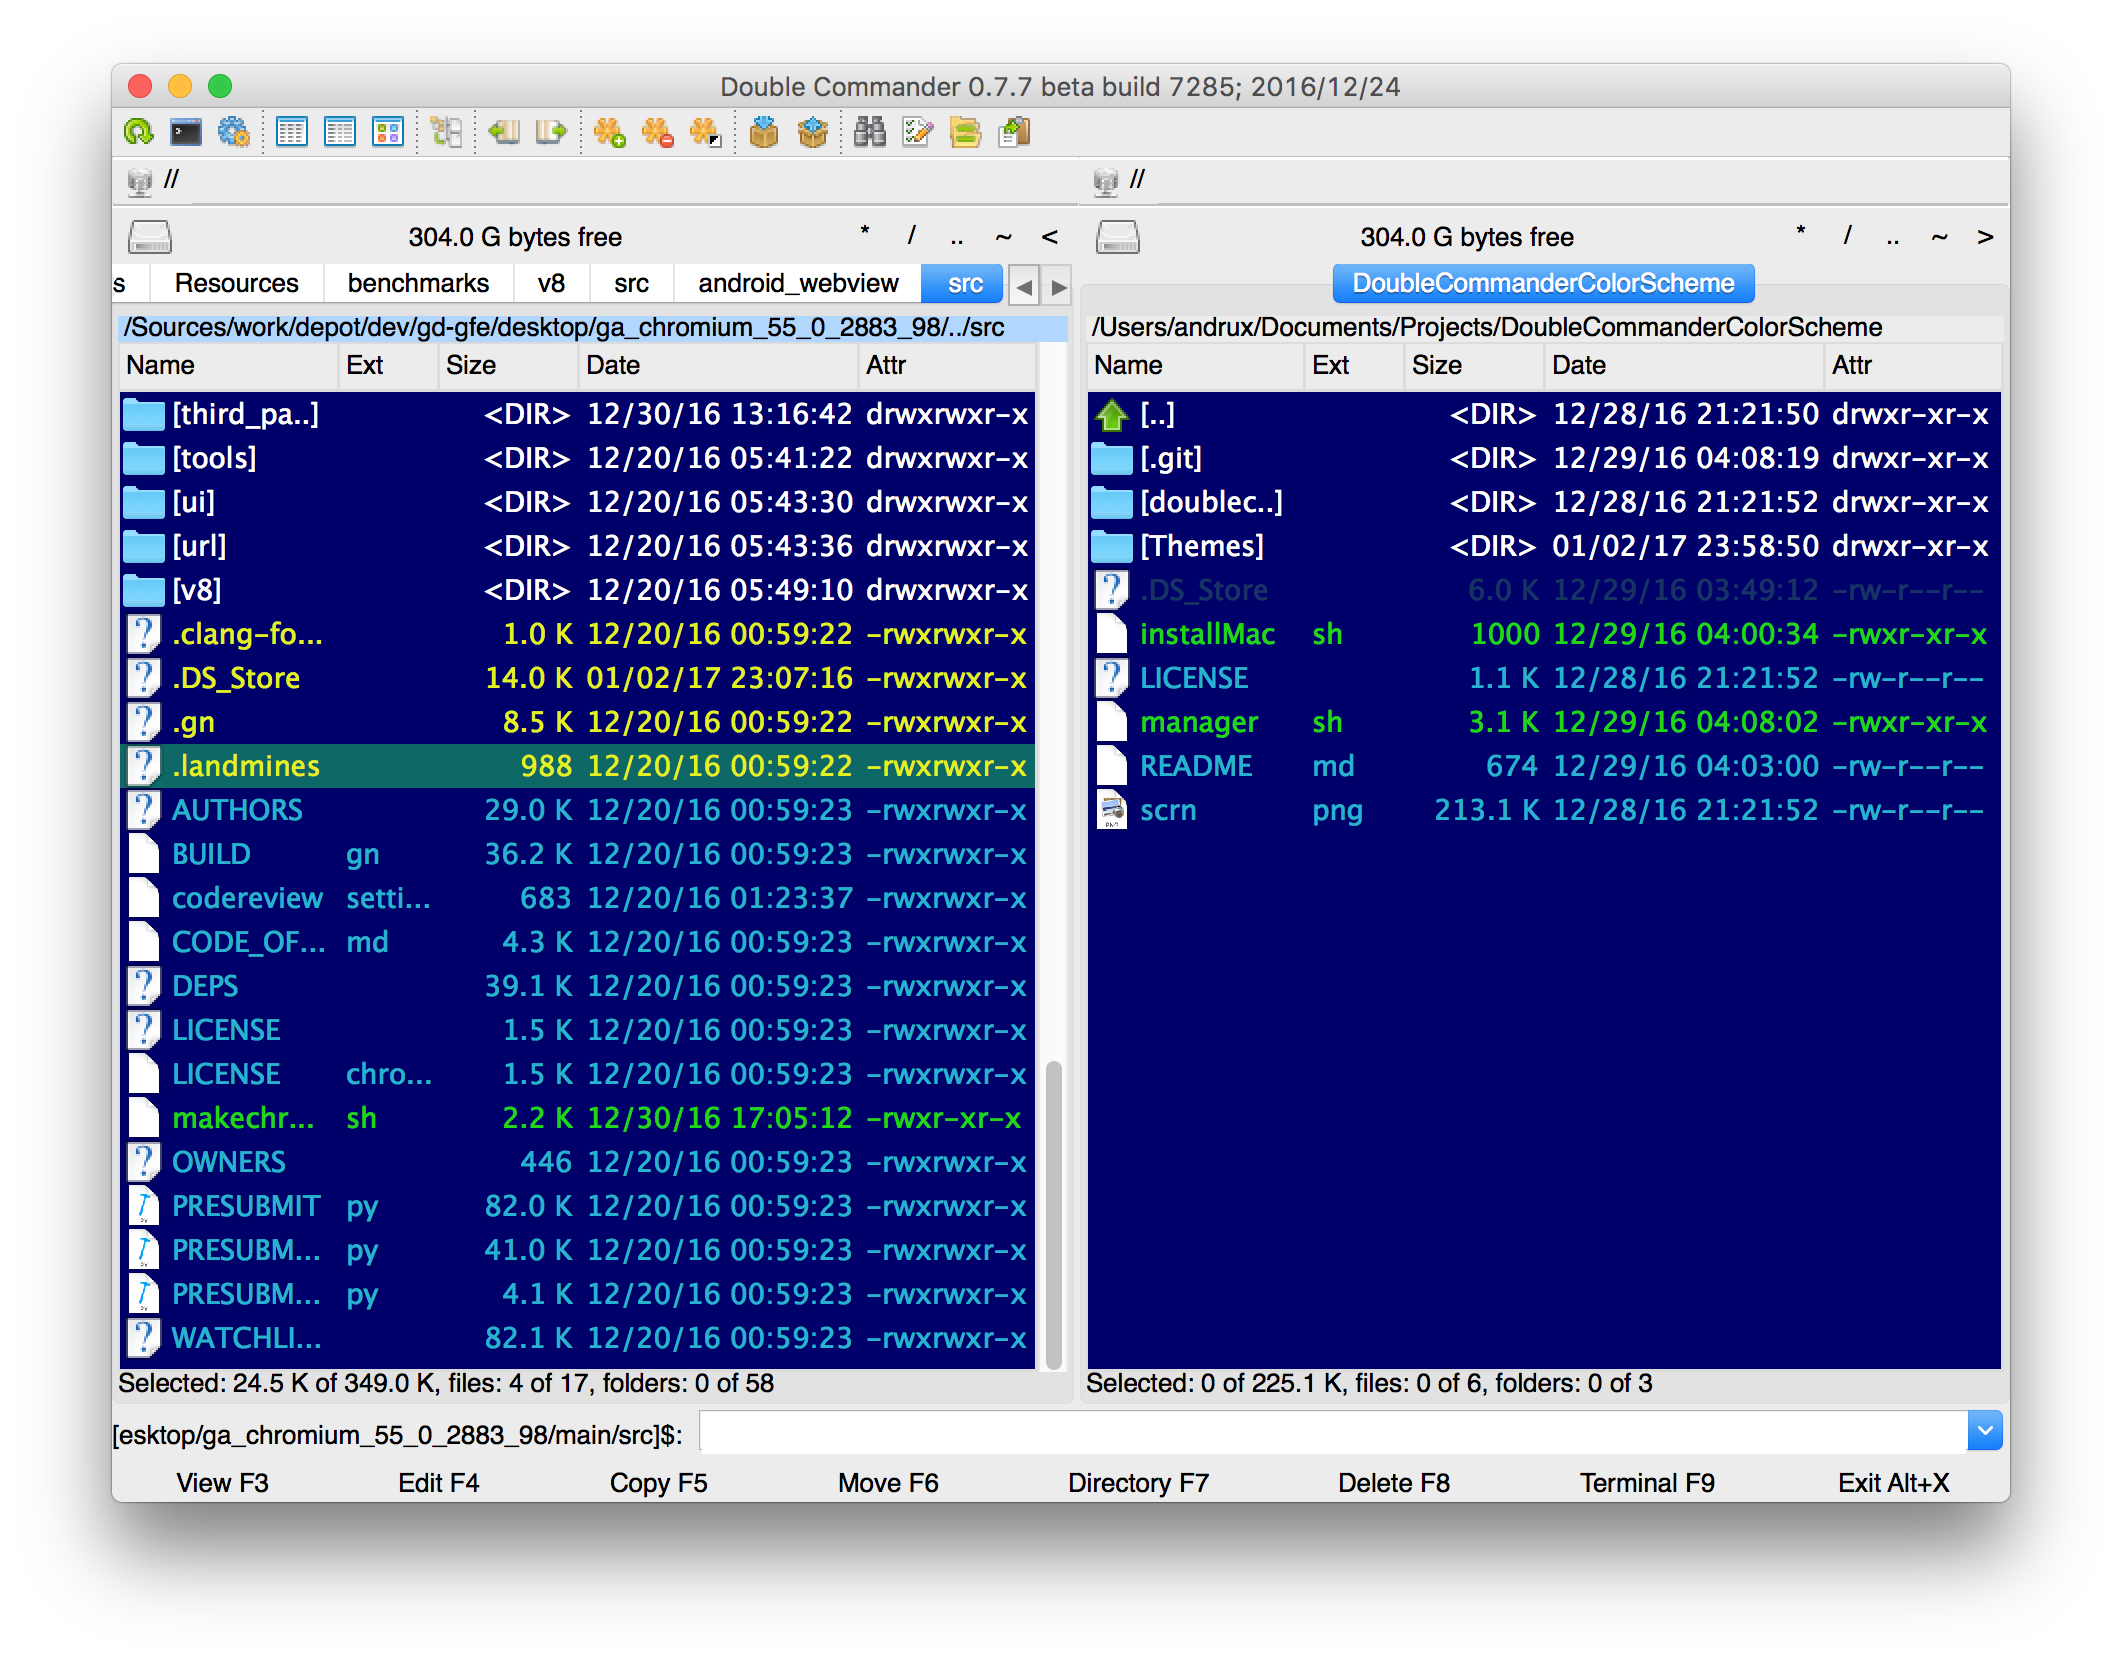 Double Commander 0.7.7 beta build 7285; 2016/12/24
//
//
304.0 G bytes free * / .. ~ <
304.0 G bytes free * / .. ~ >
s Resources benchmarks v8 src android_webview src
/Sources/work/depot/dev/gd-gfe/desktop/ga_chromium_55_0_2883_98/../src
Name Ext Size Date Attr
[third_pa..] <DIR> 12/30/16 13:16:42 drwxrwxr-x
[tools] <DIR> 12/20/16 05:41:22 drwxrwxr-x
[ui] <DIR> 12/20/16 05:43:30 drwxrwxr-x
[url] <DIR> 12/20/16 05:43:36 drwxrwxr-x
[v8] <DIR> 12/20/16 05:49:10 drwxrwxr-x
.clang-fo... 1.0 K 12/20/16 00:59:22 -rwxrwxr-x
.DS_Store 14.0 K 01/02/17 23:07:16 -rwxrwxr-x
.gn 8.5 K 12/20/16 00:59:22 -rwxrwxr-x
.landmines 988 12/20/16 00:59:22 -rwxrwxr-x
AUTHORS 29.0 K 12/20/16 00:59:23 -rwxrwxr-x
BUILD gn 36.2 K 12/20/16 00:59:23 -rwxrwxr-x
codereview setti... 683 12/20/16 01:23:37 -rwxrwxr-x
CODE_OF... md 4.3 K 12/20/16 00:59:23 -rwxrwxr-x
DEPS 39.1 K 12/20/16 00:59:23 -rwxrwxr-x
LICENSE 1.5 K 12/20/16 00:59:23 -rwxrwxr-x
LICENSE chro... 1.5 K 12/20/16 00:59:23 -rwxrwxr-x
makechr... sh 2.2 K 12/30/16 17:05:12 -rwxr-xr-x
OWNERS 446 12/20/16 00:59:23 -rwxrwxr-x
PRESUBMIT py 82.0 K 12/20/16 00:59:23 -rwxrwxr-x
PRESUBM... py 41.0 K 12/20/16 00:59:23 -rwxrwxr-x
PRESUBM... py 4.1 K 12/20/16 00:59:23 -rwxrwxr-x
WATCHLI... 82.1 K 12/20/16 00:59:23 -rwxrwxr-x
Selected: 24.5 K of 349.0 K, files: 4 of 17, folders: 0 of 58
DoubleCommanderColorScheme
/Users/andrux/Documents/Projects/DoubleCommanderColorScheme
Name Ext Size Date Attr
[..] <DIR> 12/28/16 21:21:50 drwxr-xr-x
[.git] <DIR> 12/29/16 04:08:19 drwxr-xr-x
[doublec..] <DIR> 12/28/16 21:21:52 drwxr-xr-x
[Themes] <DIR> 01/02/17 23:58:50 drwxr-xr-x
.DS_Store 6.0 K 12/29/16 03:49:12 -rw-r--r--
installMac sh 1000 12/29/16 04:00:34 -rwxr-xr-x
LICENSE 1.1 K 12/28/16 21:21:52 -rw-r--r--
manager sh 3.1 K 12/29/16 04:08:02 -rwxr-xr-x
README md 674 12/29/16 04:03:00 -rw-r--r--
scrn png 213.1 K 12/28/16 21:21:52 -rw-r--r--
Selected: 0 of 225.1 K, files: 0 of 6, folders: 0 of 3
[esktop/ga_chromium_55_0_2883_98/main/src]$:
View F3 Edit F4 Copy F5 Move F6 Directory F7 Delete F8 Terminal F9 Exit Alt+X